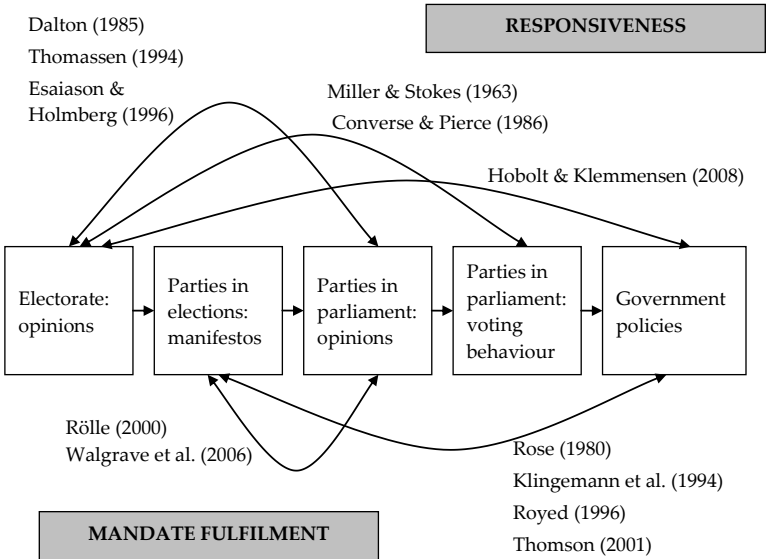 Dalton (1985)
Thomassen (1994)
Esaiason &
Holmberg (1996)
RESPONSIVENESS
Miller & Stokes (1963)
Converse & Pierce (1986)
Hobolt & Klemmensen (2008)
Electorate:
opinions
Parties in
elections:
manifestos
Parties in
parliament:
opinions
Parties in
parliament:
voting
behaviour
Government
policies
Rölle (2000)
Walgrave et al. (2006)
Rose (1980)
Klingemann et al. (1994)
Royed (1996)
Thomson (2001)
MANDATE FULFILMENT